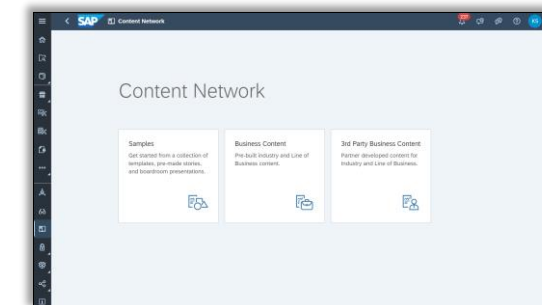 SAP Content Network
Content Network
Samples
Get started from a collection of
templates, pre-made stories,
and boardroom presentations.
Business Content
Pre-built Industry and Line of
Business content.
3rd Party Business Content
Partner developed content for
Industry and Line of Business.